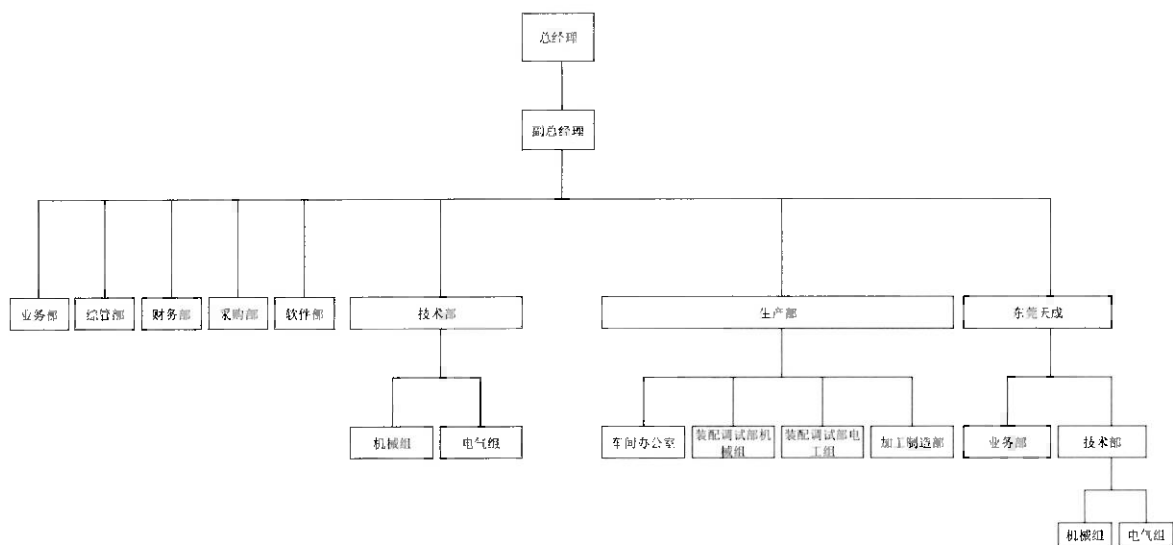 总经理
副总经理
业务部
综管部
财务部
采购部
软件部
技术部
生产部
东莞天成
机械组
电气组
车间办公室
装配调试部机
械组
装配调试部电
工组
加工制造部
业务部
技术部
机械组
电气组